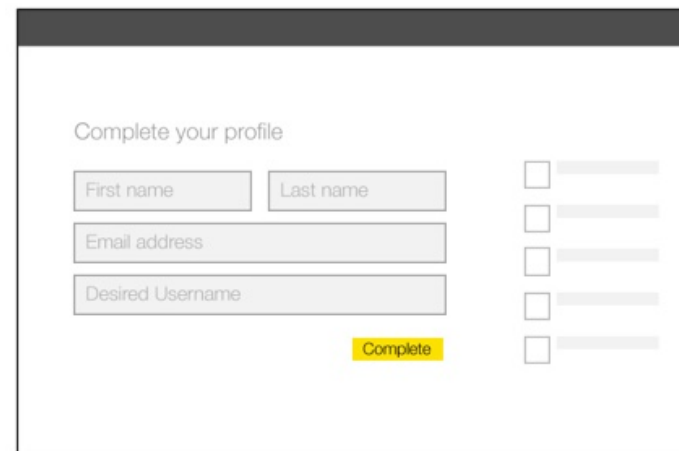 Complete your profile
First name Last name
Email address
Desired Username
Complete